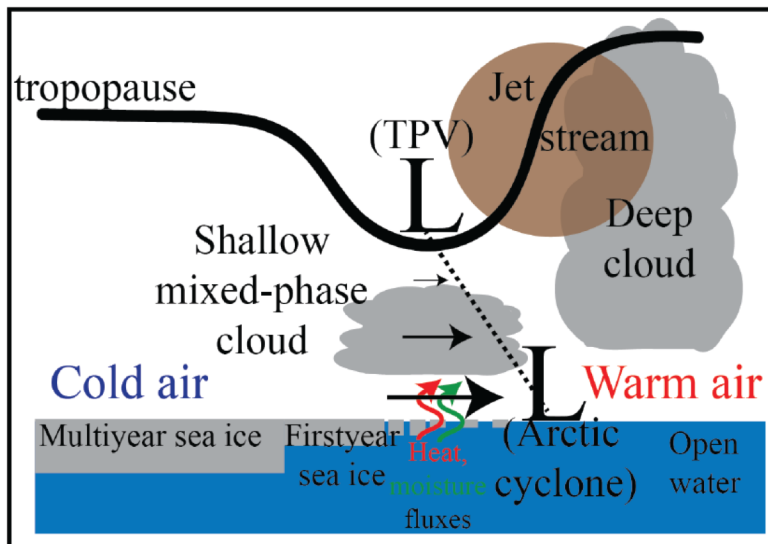 tropopause
Jet
stream
(TPV)
L
Deep
cloud
Shallow
mixed-phase
cloud
Cold air
L
Warm air
Multiyear sea ice
Firstyear
sea ice
Heat,
moisture
fluxes
(Arctic
cyclone)
Open
water